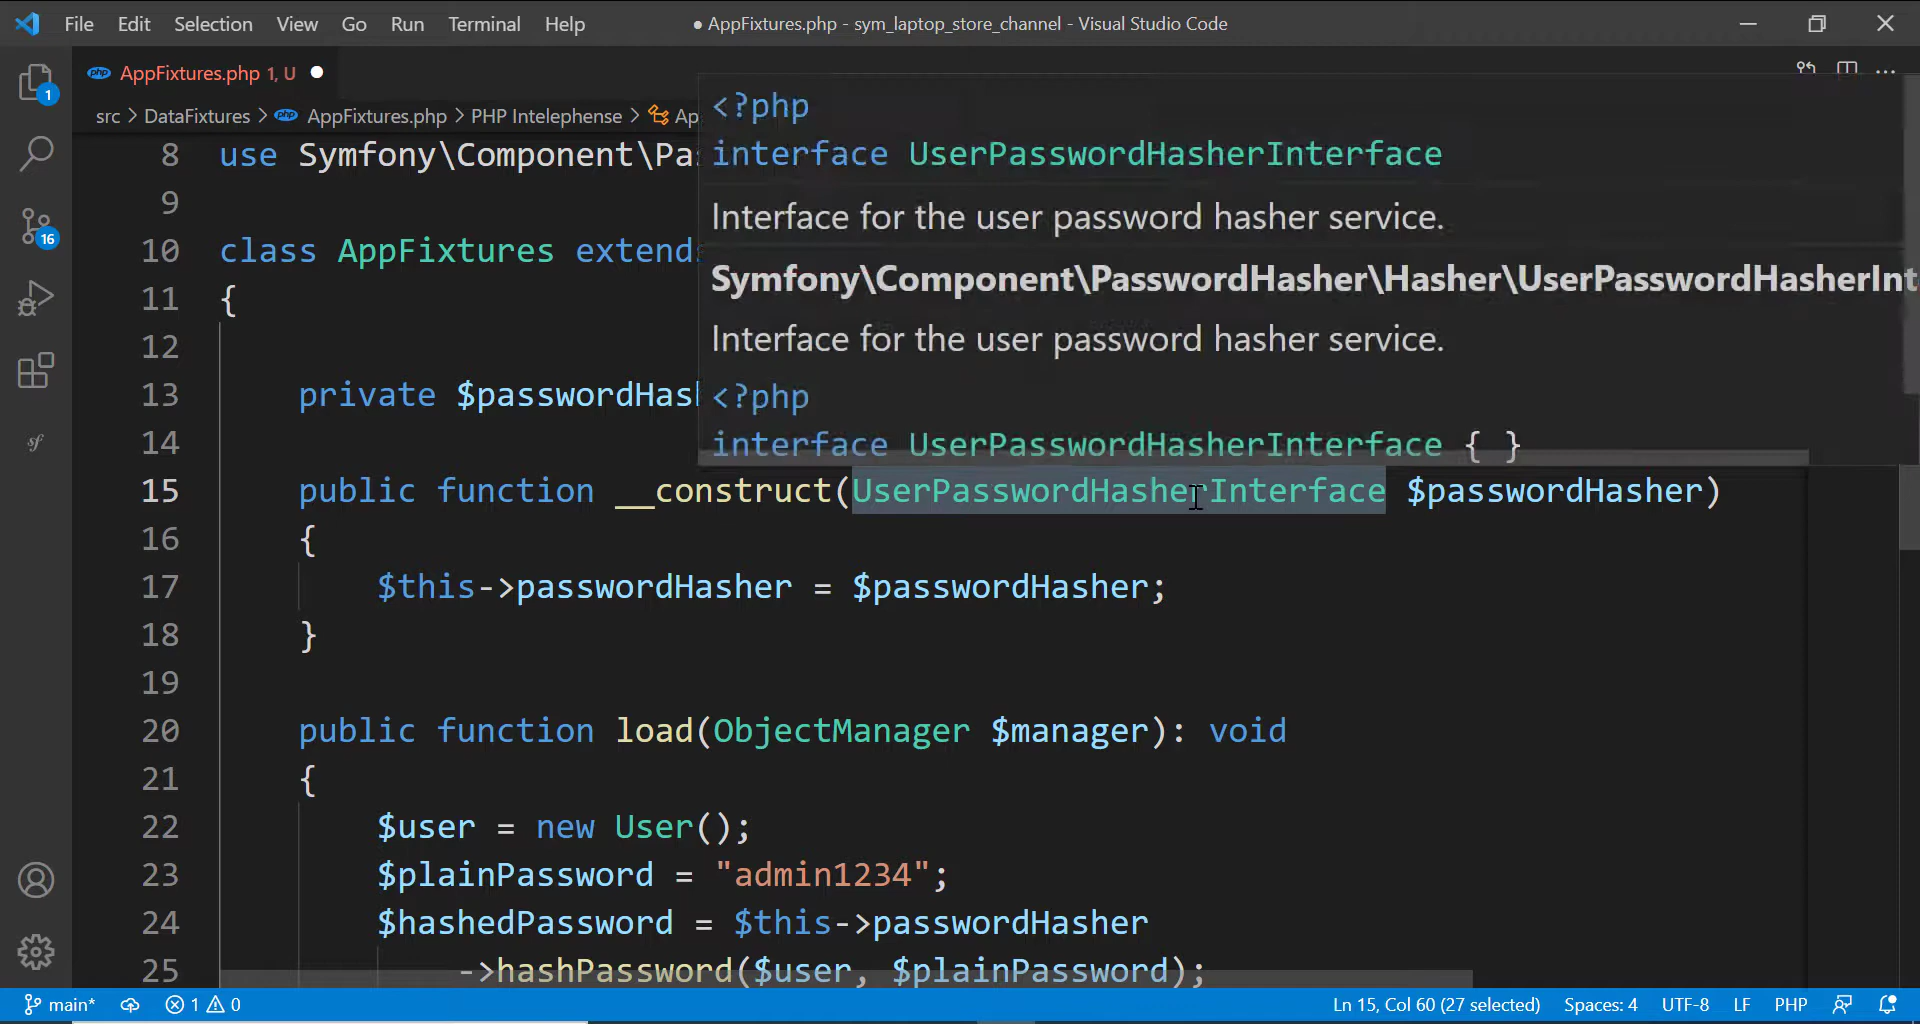 File Edit Selection View Go Run Terminal Help
● AppFixtures.php - sym_laptop_store_channel - Visual Studio Code
php AppFixtures.php 1, U
src > DataFixtures > php AppFixtures.php > PHP Intelephense > Ap
<?php
interface UserPasswordHasherInterface
Interface for the user password hasher service.
Symfony\Component\PasswordHasher\Hasher\UserPasswordHasherInt
Interface for the user password hasher service.
<?php
interface UserPasswordHasherInterface { }
8 use Symfony\Component\Pa
9
10 class AppFixtures extends
11 {
12
13 private $passwordHas
14
15 public function __construct(UserPasswordHasherInterface $passwordHasher)
16 {
17 $this->passwordHasher = $passwordHasher;
18 }
19
20 public function load(ObjectManager $manager): void
21 {
22 $user = new User();
23 $plainPassword = "admin1234";
24 $hashedPassword = $this->passwordHasher
25 ->hashPassword($user, $plainPassword);
1
16
sf
main* 1 0 Ln 15, Col 60 (27 selected) Spaces: 4 UTF-8 LF PHP